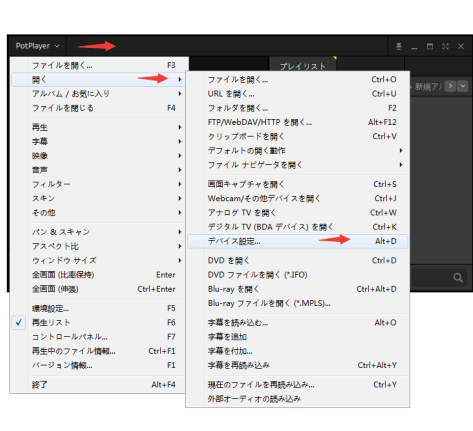 PotPlayer
プレイリスト
+ 新規アノ
ファイルを開く... F3
開く
アルバム / お気に入り
ファイルを閉じる F4
再生
字幕
映像
音声
フィルター
スキン
その他
パン & スキャン
アスペクト比
ウィンドウ サイズ
全画面 (比率保持) Enter
全画面 (伸張) Ctrl+Enter
環境設定... F5
再生リスト F6
コントロールパネル... F7
再生中のファイル情報... Ctrl+F1
バージョン情報... F1
終了 Alt+F4
ファイルを開く... Ctrl+O
URL を開く... Ctrl+U
フォルダを開く... F2
FTP/WebDAV/HTTP を開く... Alt+F12
クリップボードを開く Ctrl+V
デフォルトの開く動作
ファイル ナビゲータを開く
画面キャプチャを開く Ctrl+S
Webcam/その他デバイスを開く Ctrl+J
アナログ TV を開く Ctrl+W
デジタル TV (BDA デバイス) を開く Ctrl+K
デバイス設定... Alt+D
DVD を開く Ctrl+D
DVD ファイルを開く (*.IFO)
Blu-ray を開く Ctrl+Alt+D
Blu-ray ファイルを開く (*.MPLS)...
字幕を読み込む... Alt+O
字幕を追加
字幕を付加...
字幕を再読み込み Ctrl+Alt+Y
現在のファイルを再読み込み... Ctrl+Y
外部オーディオの読み込み